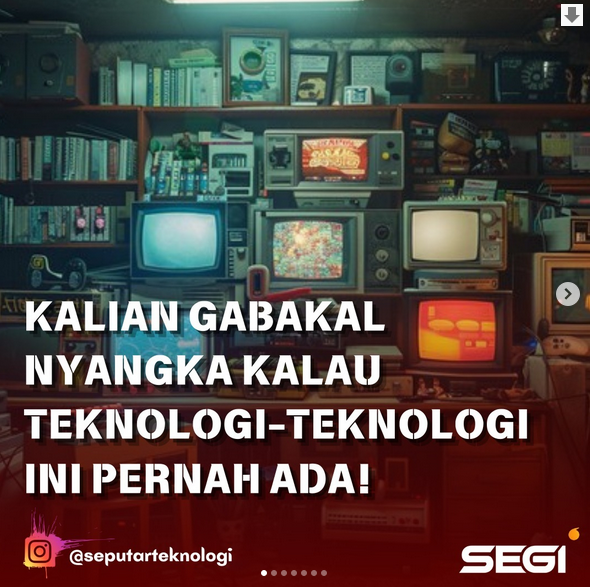 KALIAN GABAKAL
NYANGKA KALAU
TEKNOLOGI-TEKNOLOGI
INI PERNAH ADA!
@seputarteknologi
SEGI